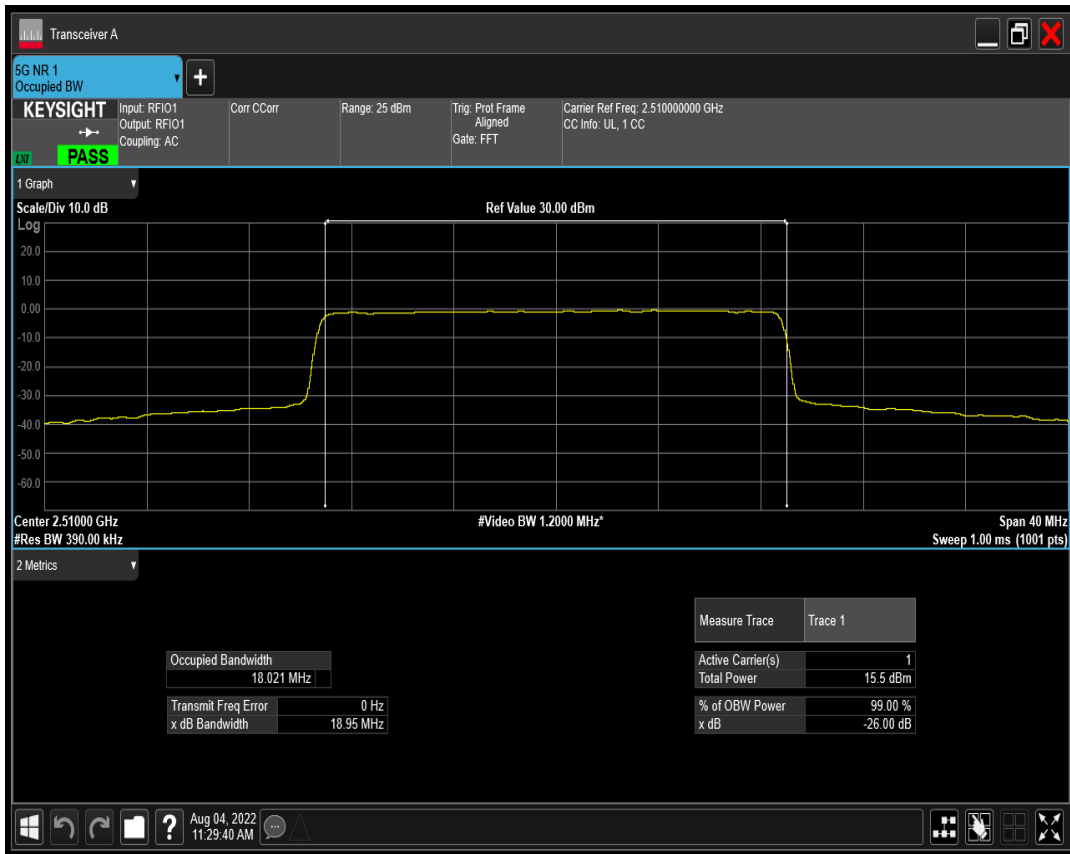 Transceiver A
5G NR 1
Occupied BW
+
KEYSIGHT
LXI
PASS
Input: RFIO1
Output: RFIO1
Coupling: AC
Corr CCorr
Range: 25 dBm
Trig: Prot Frame
Aligned
Gate: FFT
Carrier Ref Freq: 2.510000000 GHz
CC Info: UL, 1 CC
1 Graph
Scale/Div 10.0 dB
Ref Value 30.00 dBm
Log
20.0
10.0
0.00
-10.0
-20.0
-30.0
-40.0
-50.0
-60.0
Center 2.51000 GHz
#Video BW 1.2000 MHz*
Span 40 MHz
#Res BW 390.00 kHz
Sweep 1.00 ms (1001 pts)
2 Metrics
Measure Trace Trace 1
Occupied Bandwidth
18.021 MHz
Active Carrier(s) 1
Total Power 15.5 dBm
Transmit Freq Error 0 Hz
x dB Bandwidth 18.95 MHz
% of OBW Power 99.00 %
x dB -26.00 dB
?
Aug 04, 2022
11:29:40 AM